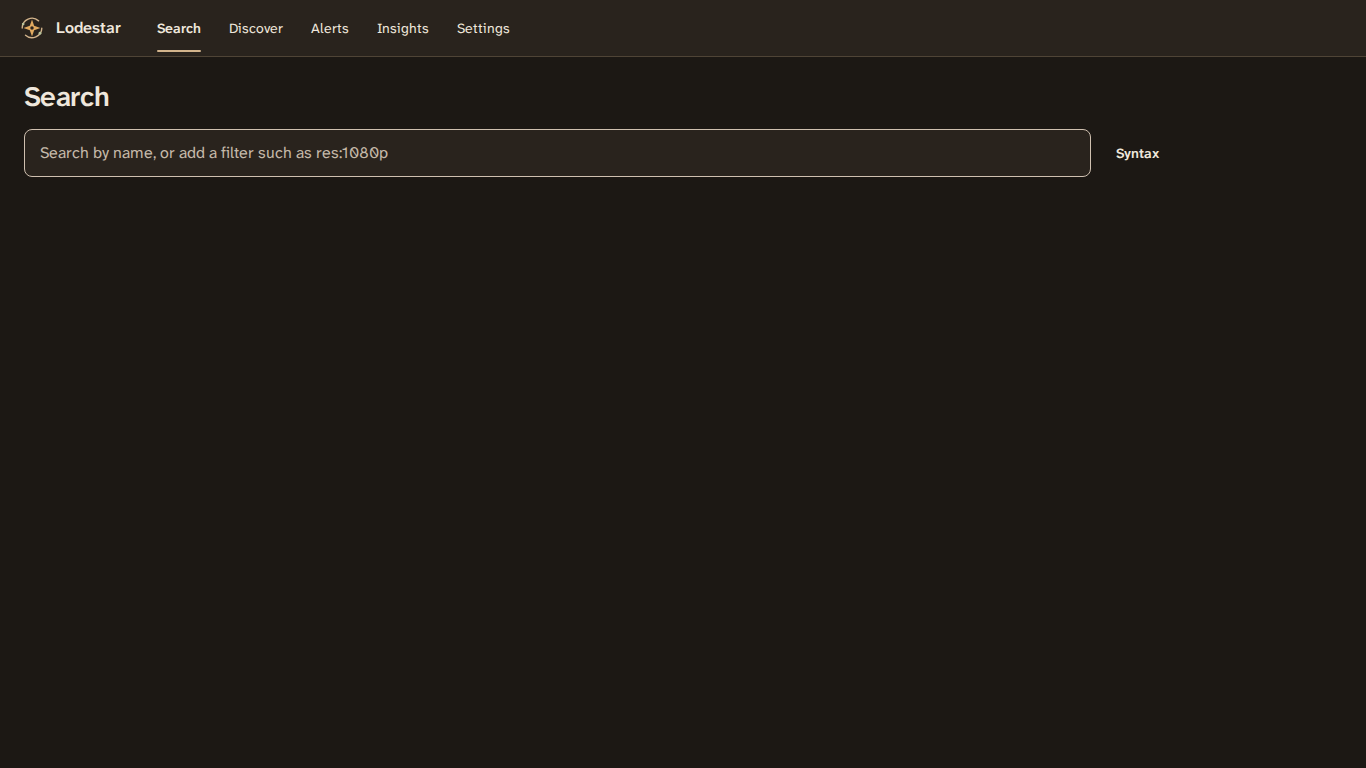 Lodestar Search Discover Alerts Insights Settings
Search
Search by name, or add a filter such as res:1080p Syntax